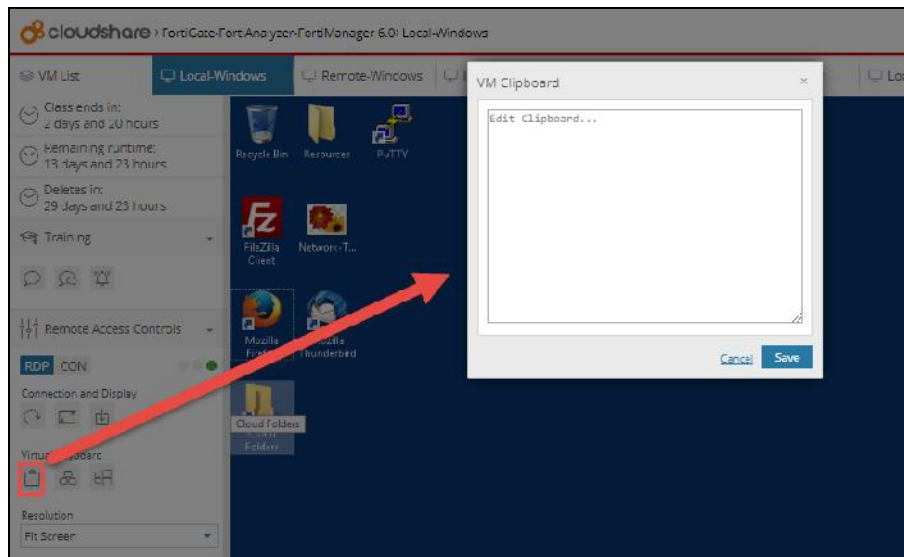 cloudshare › FortiGate-FortiAnalyzer-FortiManager 6.0: Local-Windows
VM List
Local-Windows
Remote-Windows
Lo
Class ends in:
2 days and 20 hours
Remaining runtime:
13 days and 23 hours
Deletes in:
29 days and 23 hours
Training
Remote Access Controls
RDP
CON
Connection and Display
Resolution
Fit Screen
Recycle Bin
Resources
PuTTY
FileZilla
Client
Network-T...
Mozilla
Thunderbird
Cloud Folders
Folders
VM Clipboard
Edit Clipboard...
Cancel
Save